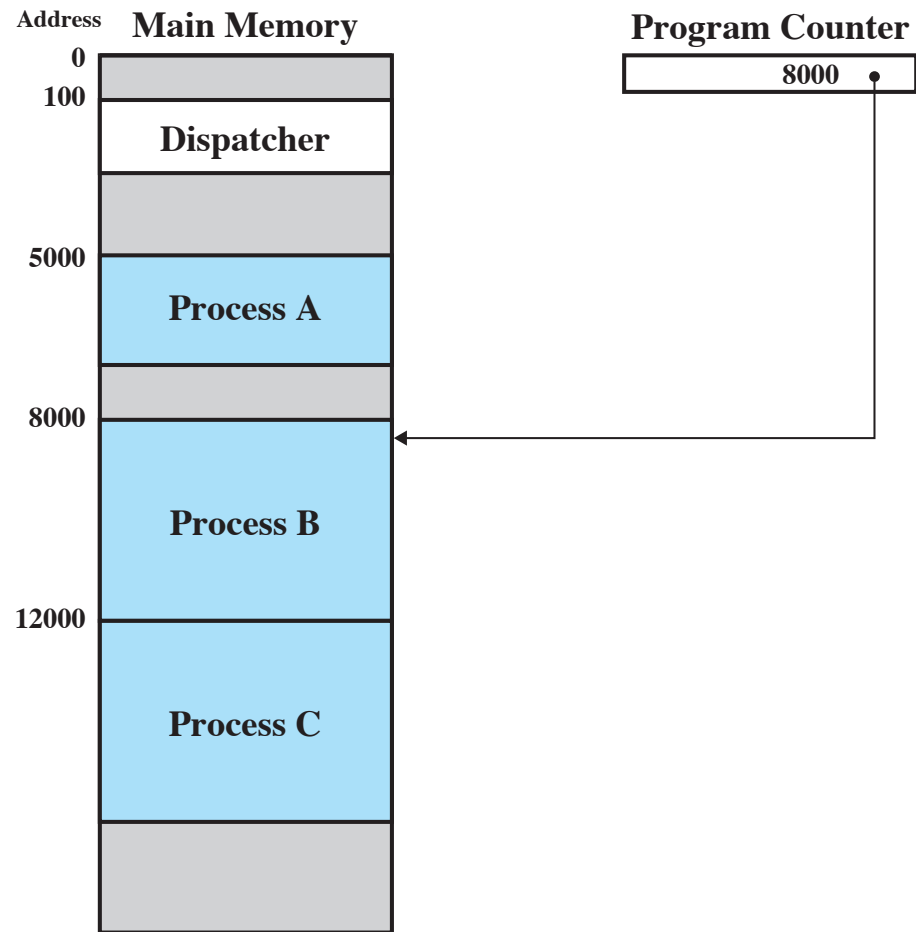 Address
Main Memory
Program Counter
0
8000
100
Dispatcher
5000
Process A
8000
Process B
12000
Process C